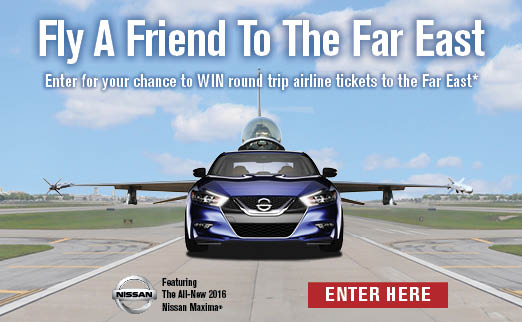 Fly A Friend To The Far East
Enter for your chance to WIN round trip airline tickets to the Far East*
Featuring
The All-New 2016
Nissan Maxima®
NISSAN
ENTER HERE